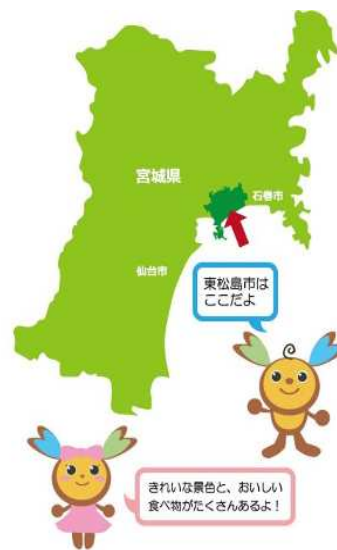 宮城県
石巻市
仙台市
東松島市は
ここだよ
きれいな景色と、おいしい
食べ物がたくさんあるよ！